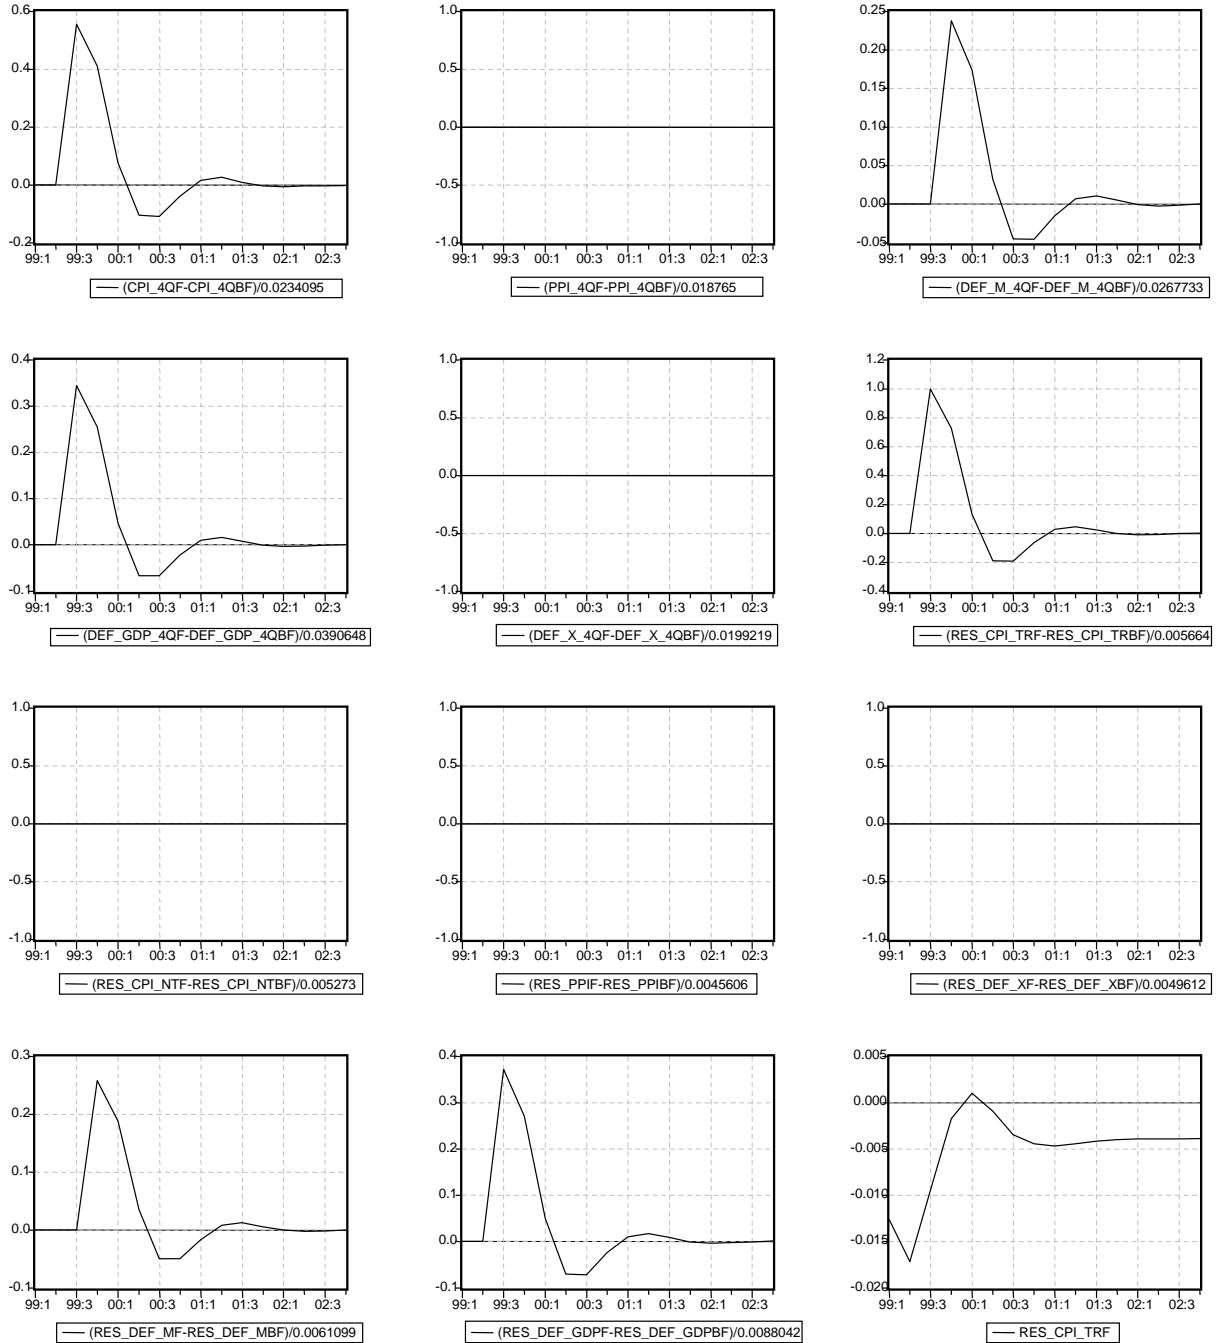 0.6
0.4
0.2
0.0
-0.2
99:1 99:3 00:1 00:3 01:1 01:3 02:1 02:3
(CPI_4QF-CPI_4QBF)/0.0234095
1.0
0.5
0.0
-0.5
-1.0
99:1 99:3 00:1 00:3 01:1 01:3 02:1 02:3
(PPI_4QF-PPI_4QBF)/0.018765
0.25
0.20
0.15
0.10
0.05
0.00
-0.05
99:1 99:3 00:1 00:3 01:1 01:3 02:1 02:3
(DEF_M_4QF-DEF_M_4QBF)/0.0267733
0.4
0.3
0.2
0.1
0.0
-0.1
99:1 99:3 00:1 00:3 01:1 01:3 02:1 02:3
(DEF_GDP_4QF-DEF_GDP_4QBF)/0.0390648
1.0
0.5
0.0
-0.5
-1.0
99:1 99:3 00:1 00:3 01:1 01:3 02:1 02:3
(DEF_X_4QF-DEF_X_4QBF)/0.0199219
1.2
1.0
0.8
0.6
0.4
0.2
0.0
-0.2
-0.4
99:1 99:3 00:1 00:3 01:1 01:3 02:1 02:3
(RES_CPI_TRF-RES_CPI_TRBF)/0.005664
1.0
0.5
0.0
-0.5
-1.0
99:1 99:3 00:1 00:3 01:1 01:3 02:1 02:3
(RES_CPI_NTF-RES_CPI_NTBF)/0.005273
1.0
0.5
0.0
-0.5
-1.0
99:1 99:3 00:1 00:3 01:1 01:3 02:1 02:3
(RES_PPIF-RES_PPIBF)/0.0045606
1.0
0.5
0.0
-0.5
-1.0
99:1 99:3 00:1 00:3 01:1 01:3 02:1 02:3
(RES_DEF_XF-RES_DEF_XBF)/0.0049612
0.3
0.2
0.1
0.0
-0.1
99:1 99:3 00:1 00:3 01:1 01:3 02:1 02:3
(RES_DEF_MF-RES_DEF_MBF)/0.0061099
0.4
0.3
0.2
0.1
0.0
-0.1
99:1 99:3 00:1 00:3 01:1 01:3 02:1 02:3
(RES_DEF_GDPF-RES_DEF_GDPBF)/0.0088042
0.005
0.000
-0.005
-0.010
-0.015
-0.020
99:1 99:3 00:1 00:3 01:1 01:3 02:1 02:3
RES_CPI_TRF